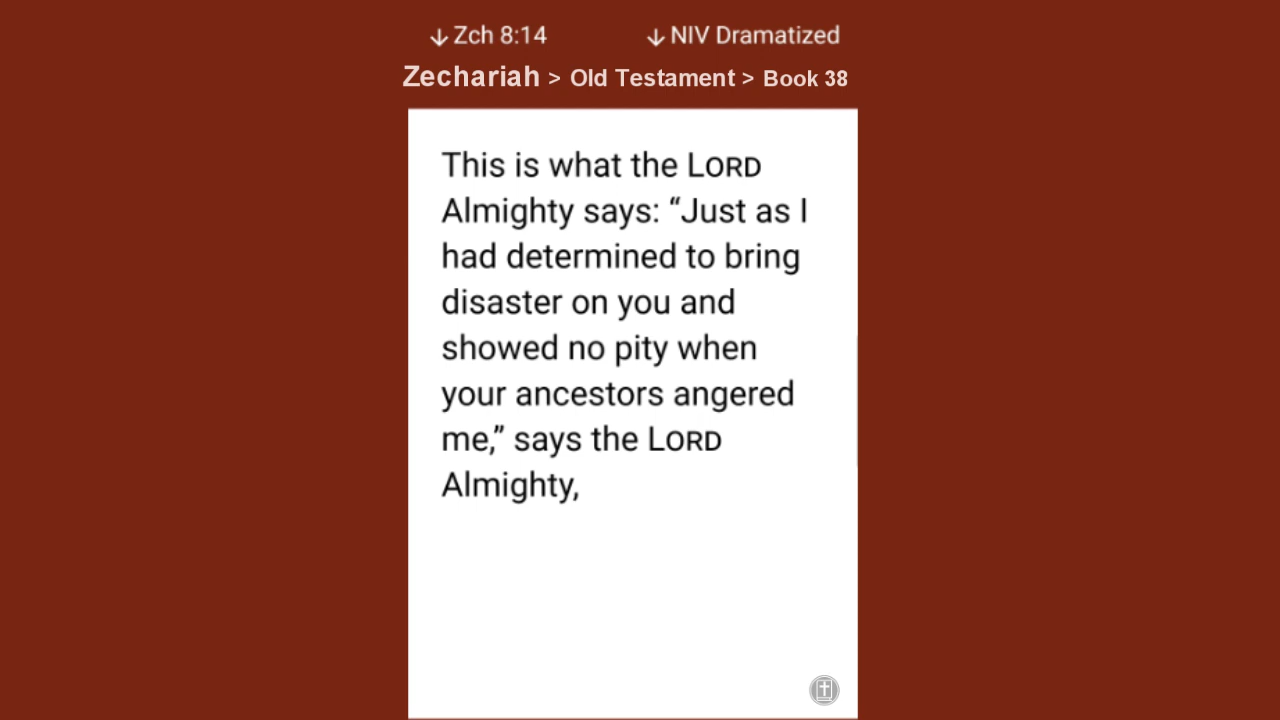 ↓ Zch 8:14 ↓ NIV Dramatized
Zechariah > Old Testament > Book 38
This is what the LORD
Almighty says: “Just as I
had determined to bring
disaster on you and
showed no pity when
your ancestors angered
me,” says the LORD
Almighty,